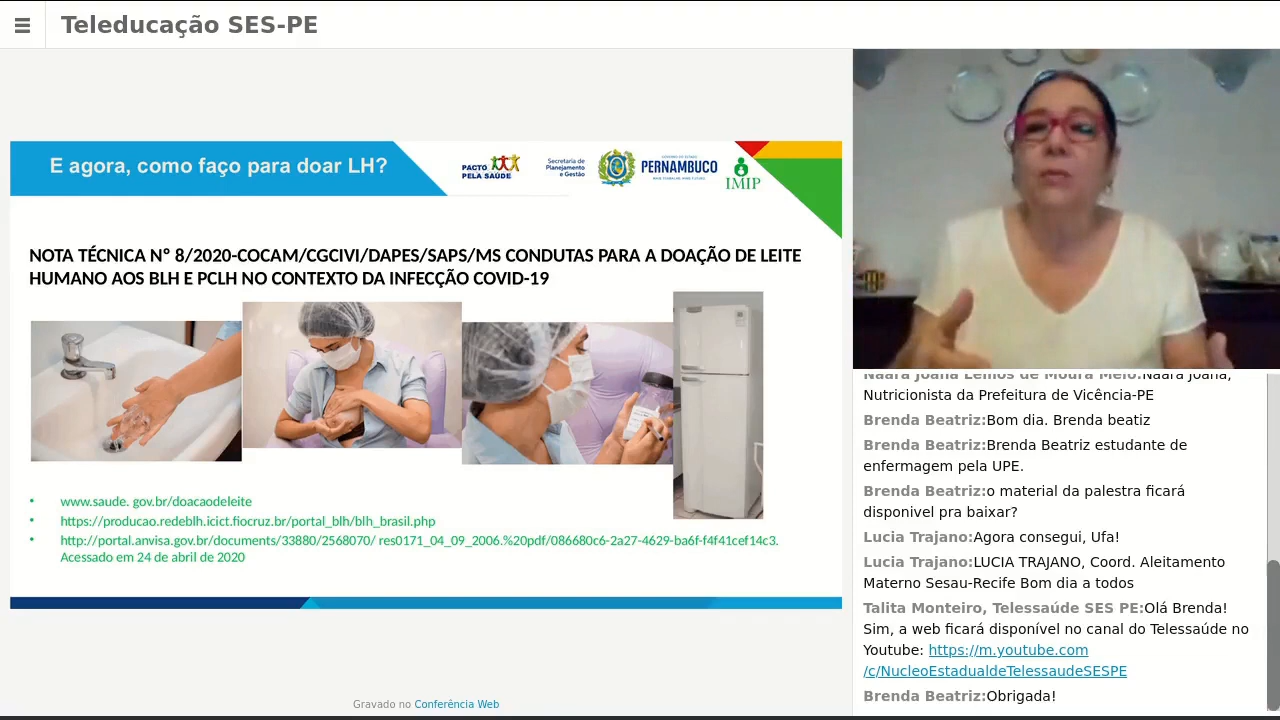 Teleducação SES-PE
E agora, como faço para doar LH?
PACTO
PELA SAÚDE
Secretaria de
Planejamento
e Gestão
PERNAMBUCO
IMIP
NOTA TÉCNICA Nº 8/2020-COCAM/CGCIVI/DAPES/SAPS/MS CONDUTAS PARA A DOAÇÃO DE LEITE
HUMANO AOS BLH E PCLH NO CONTEXTO DA INFECÇÃO COVID-19
• www.saude. gov.br/doacaodeleite
• https://producao.redeblh.icict.fiocruz.br/portal_blh/blh_brasil.php
• http://portal.anvisa.gov.br/documents/33880/2568070/ res0171_04_09_2006.%20pdf/086680c6-2a27-4629-ba6f-f4f41cef14c3.
Acessado em 24 de abril de 2020
Gravado no Conferência Web
Naara Joana Lemos de Moura Melo:Naara Joana,
Nutricionista da Prefeitura de Vicência-PE
Brenda Beatriz:Bom dia. Brenda beatiz
Brenda Beatriz:Brenda Beatriz estudante de
enfermagem pela UPE.
Brenda Beatriz:o material da palestra ficará
disponivel pra baixar?
Lucia Trajano:Agora consegui, Ufa!
Lucia Trajano:LUCIA TRAJANO, Coord. Aleitamento
Materno Sesau-Recife Bom dia a todos
Talita Monteiro, Telessaúde SES PE:Olá Brenda!
Sim, a web ficará disponível no canal do Telessaúde no
Youtube: https://m.youtube.com
/c/NucleoEstadualdeTelessaudeSESPE
Brenda Beatriz:Obrigada!